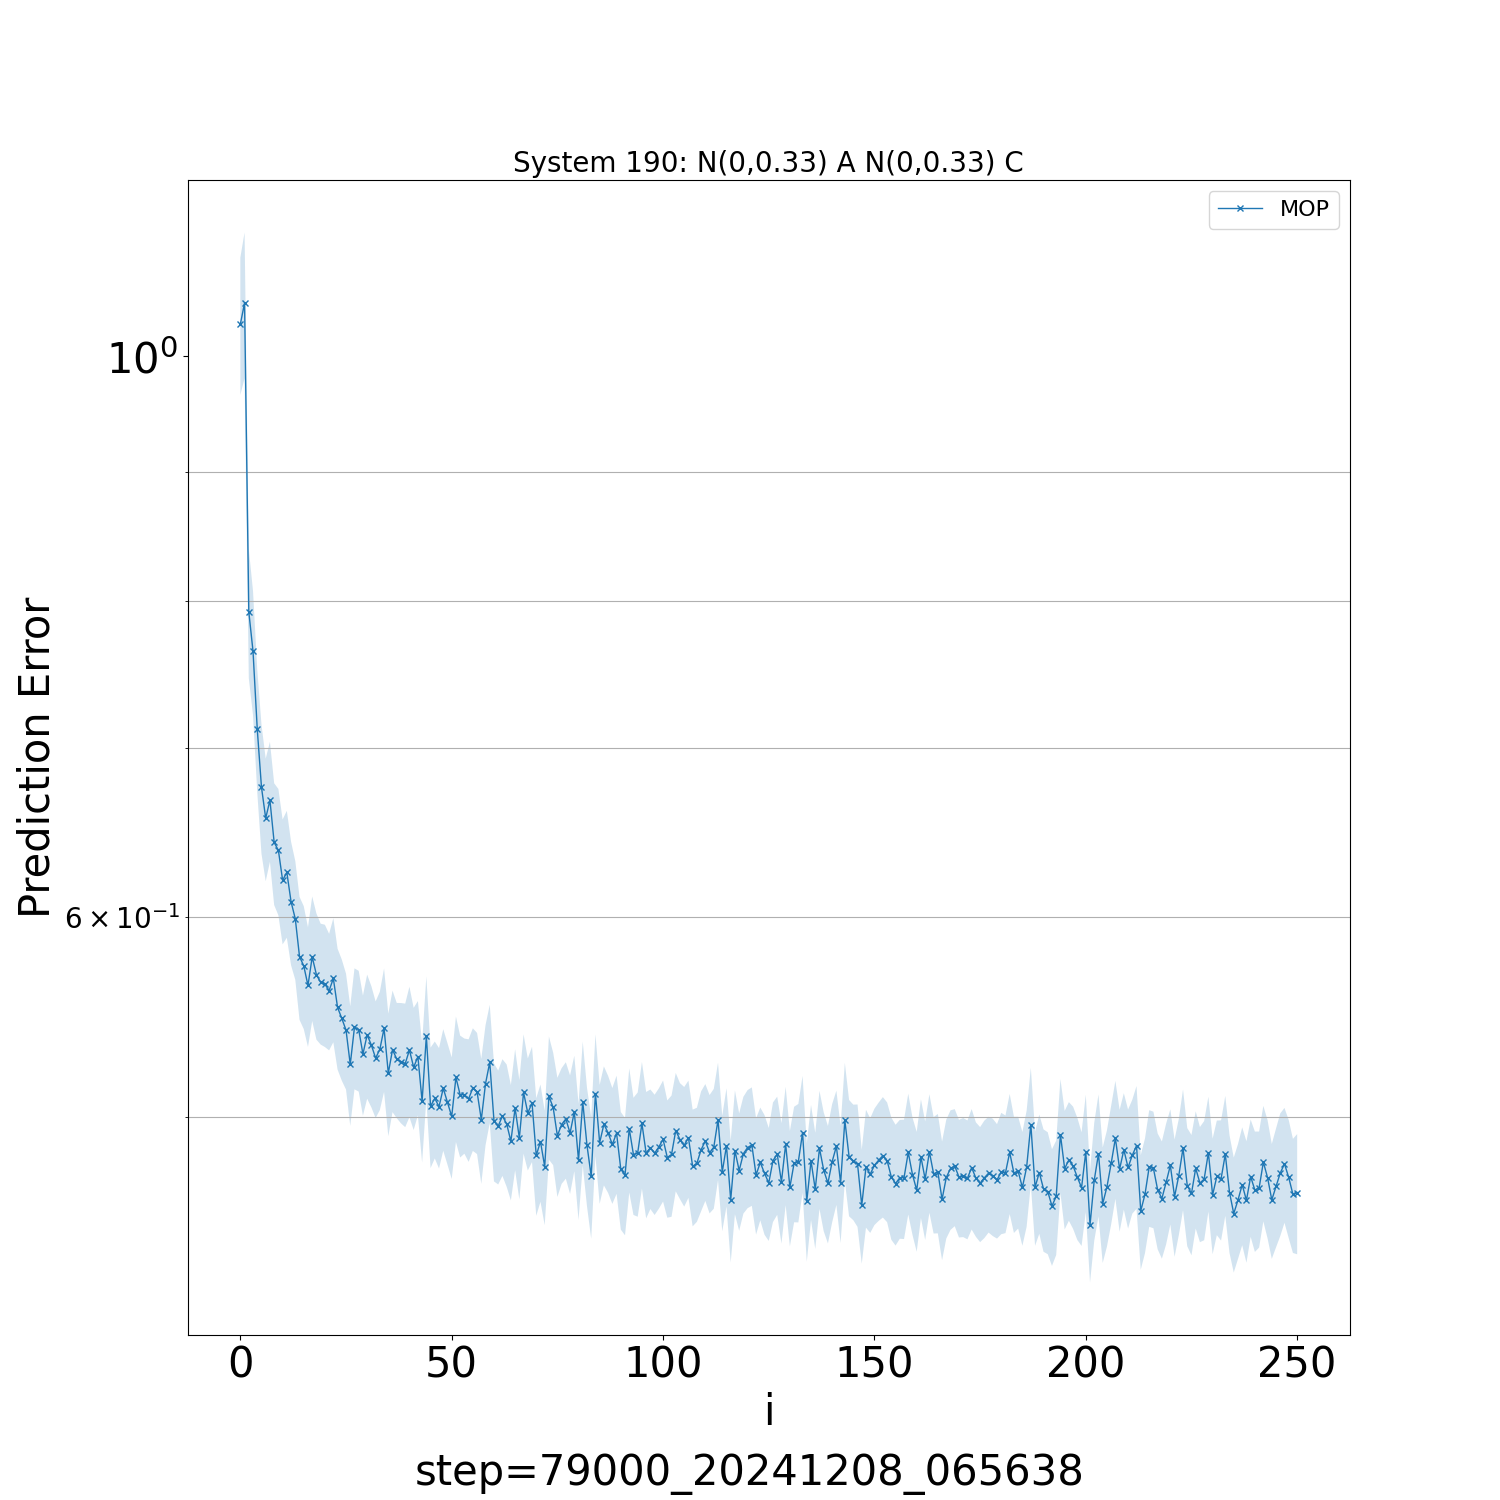 System 190: N(0,0.33) A N(0,0.33) C
MOP
10⁰
6 × 10⁻¹
Prediction Error
0 50 100 150 200 250
i
step=79000_20241208_065638